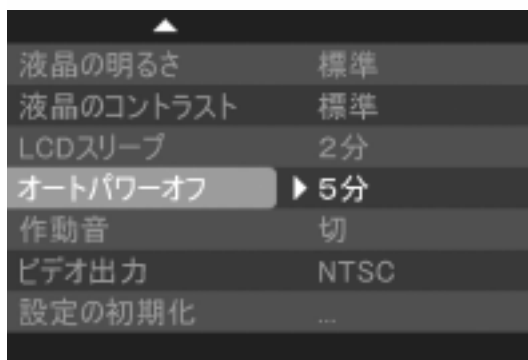 液晶の明るさ 標準
液晶のコントラスト 標準
LCDスリープ 2分
オートパワーオフ 5分
作動音 切
ビデオ出力 NTSC
設定の初期化 ...